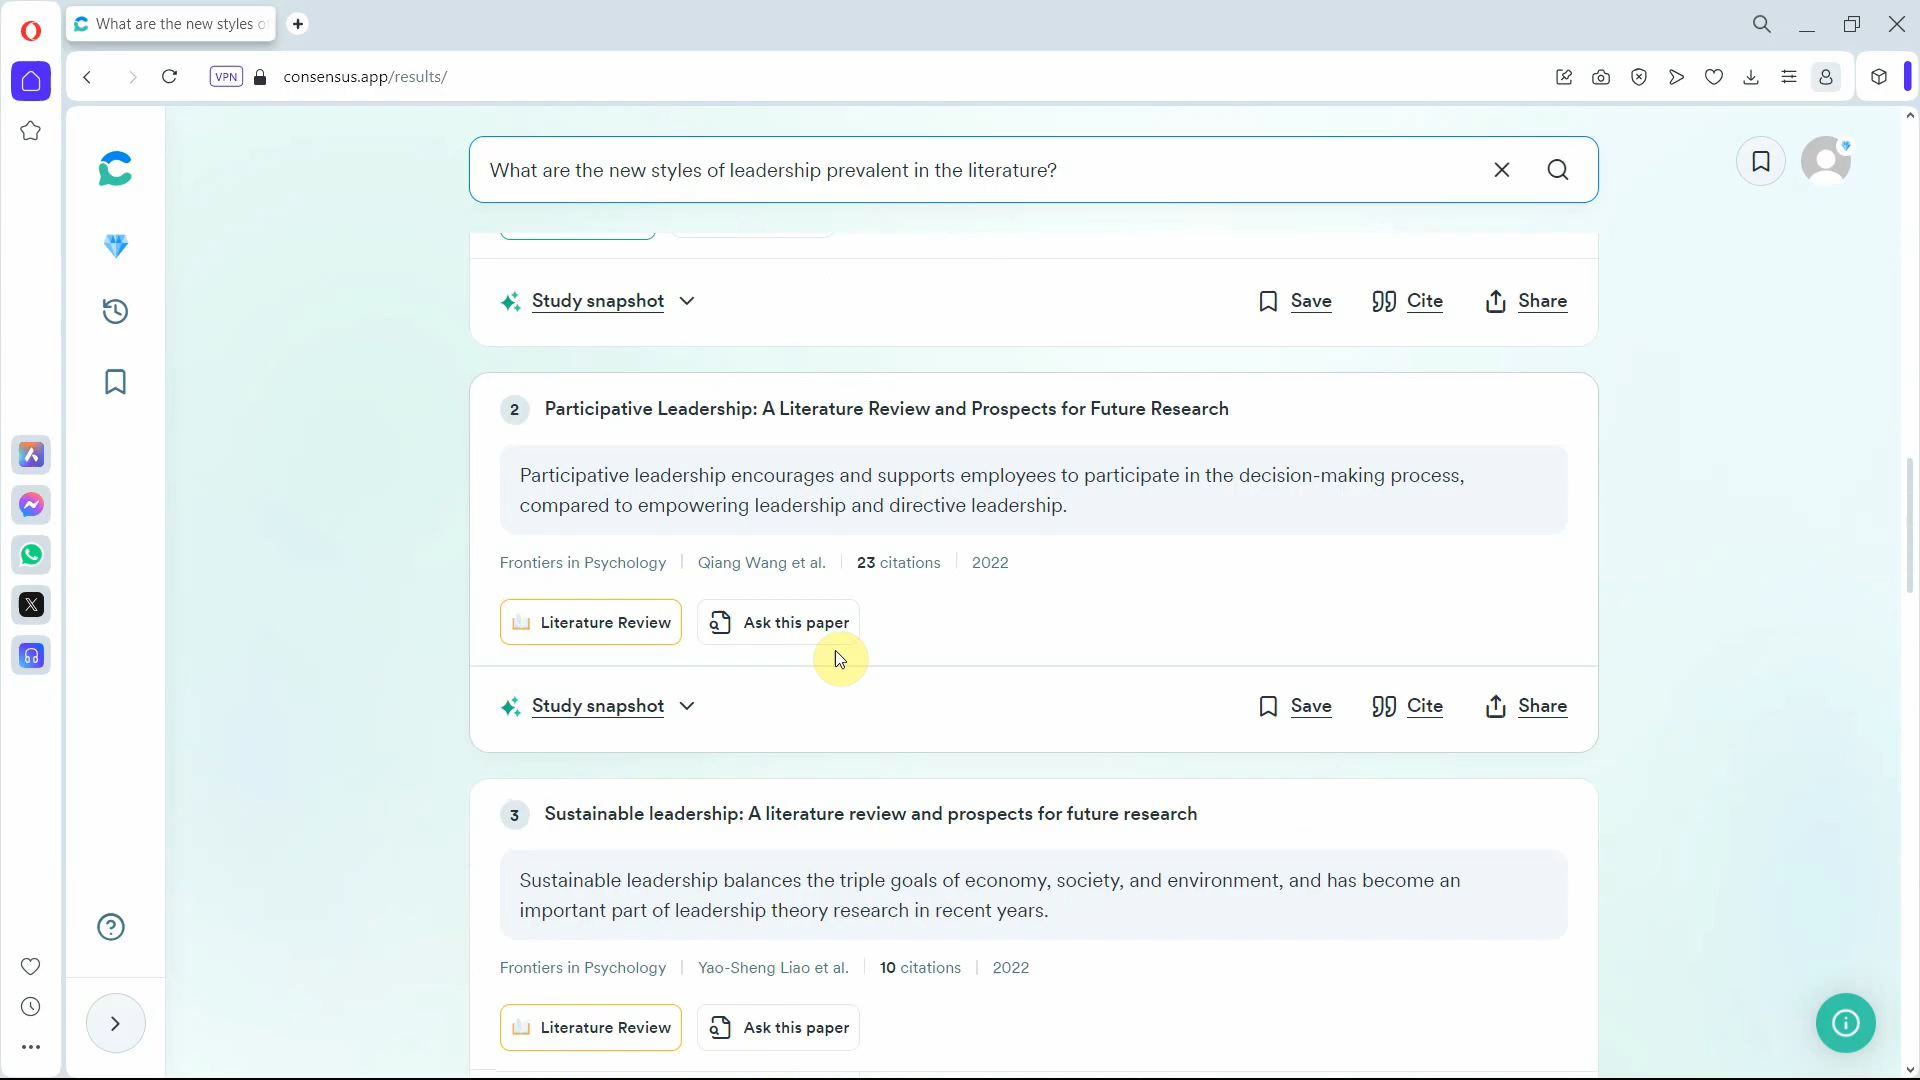 What are the new styles o
VPN
consensus.app/results/
What are the new styles of leadership prevalent in the literature?
Study snapshot
Save
Cite
Share
2
Participative Leadership: A Literature Review and Prospects for Future Research
Participative leadership encourages and supports employees to participate in the decision-making process,
compared to empowering leadership and directive leadership.
Frontiers in Psychology
Qiang Wang et al.
23 citations
2022
Literature Review
Ask this paper
Study snapshot
Save
Cite
Share
3
Sustainable leadership: A literature review and prospects for future research
Sustainable leadership balances the triple goals of economy, society, and environment, and has become an
important part of leadership theory research in recent years.
Frontiers in Psychology
Yao-Sheng Liao et al.
10 citations
2022
Literature Review
Ask this paper